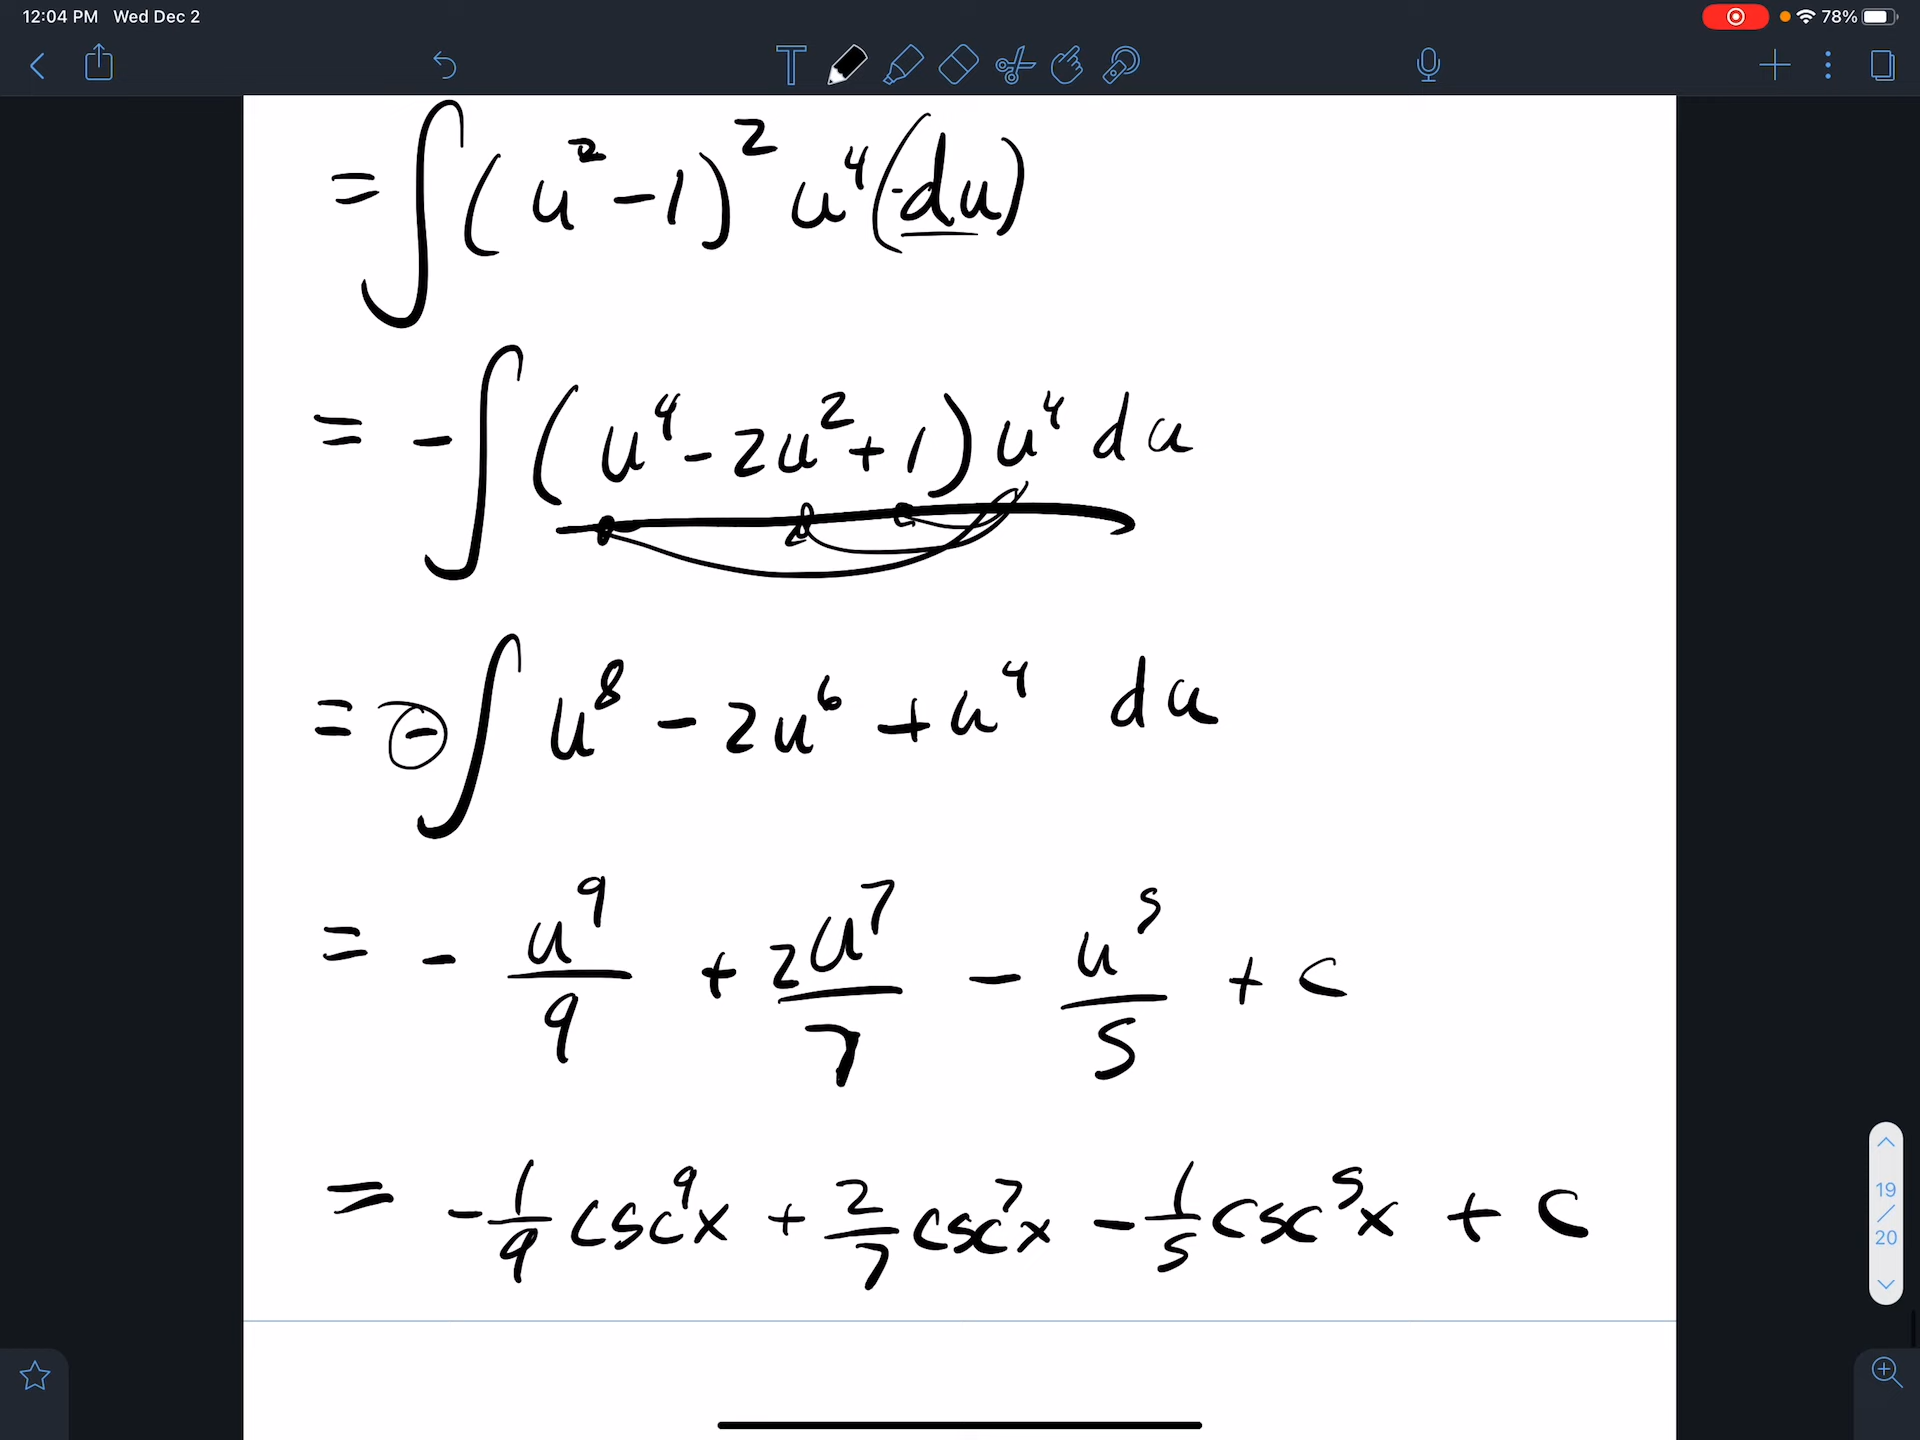 12:04 PM Wed Dec 2
78%
T
= ∫ (u² - 1)² u⁴ (-du)
= - ∫ (u⁴ - 2u² + 1) u⁴ du
= - ∫ u⁸ - 2u⁶ + u⁴ du
= - u⁹/9 + 2u⁷/7 - u⁵/5 + c
= - 1/9 csc⁹x + 2/7 csc⁷x - 1/5 csc⁵x + c
19
/
20